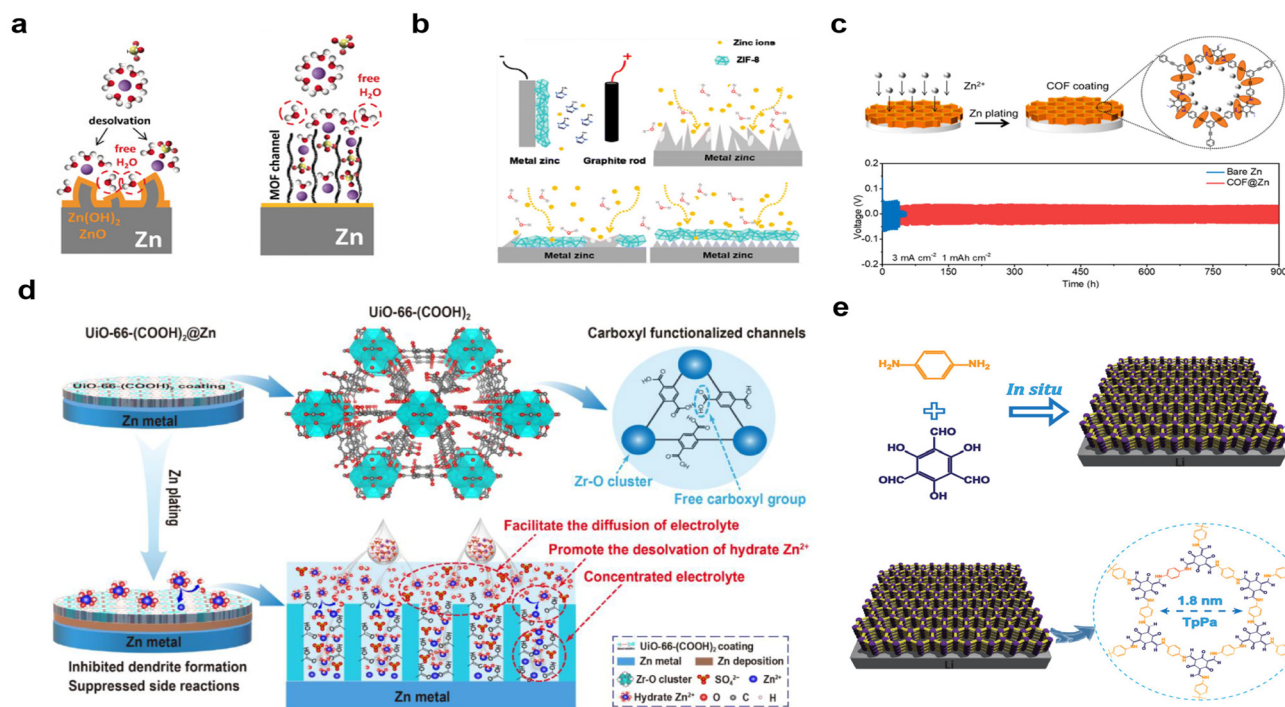 a
free
H₂O
desolvation
free
H₂O
Zn(OH)₂
ZnO
Zn
MOF channel
Zn
b
−
+
Zinc ions
ZIF-8
Metal zinc
Graphite rod
Metal zinc
Metal zinc
Metal zinc
c
Zn²⁺
Zn plating
COF coating
Voltage (V)
0.2
0.1
0.0
-0.1
-0.2
Bare Zn
COF@Zn
3 mA cm⁻² 1 mAh cm⁻²
0
150
300
450
600
750
900
Time (h)
d
UiO-66-(COOH)₂@Zn
UiO-66-(COOH)₂ coating
Zn metal
Zn plating
Zn metal
Inhibited dendrite formation
Suppressed side reactions
UiO-66-(COOH)₂
Carboxyl functionalized channels
Zr-O cluster
Free carboxyl group
Facilitate the diffusion of electrolyte
Promote the desolvation of hydrate Zn²⁺
Concentrated electrolyte
Zn metal
UiO-66-(COOH)₂ coating
Zn metal
Zn deposition
Zr-O cluster
SO₄²⁻
Zn²⁺
Hydrate Zn²⁺
O
C
H
e
H₂N
NH₂
In situ
CHO
HO
OH
OHC
CHO
OH
Li
Li
1.8 nm
TpPa